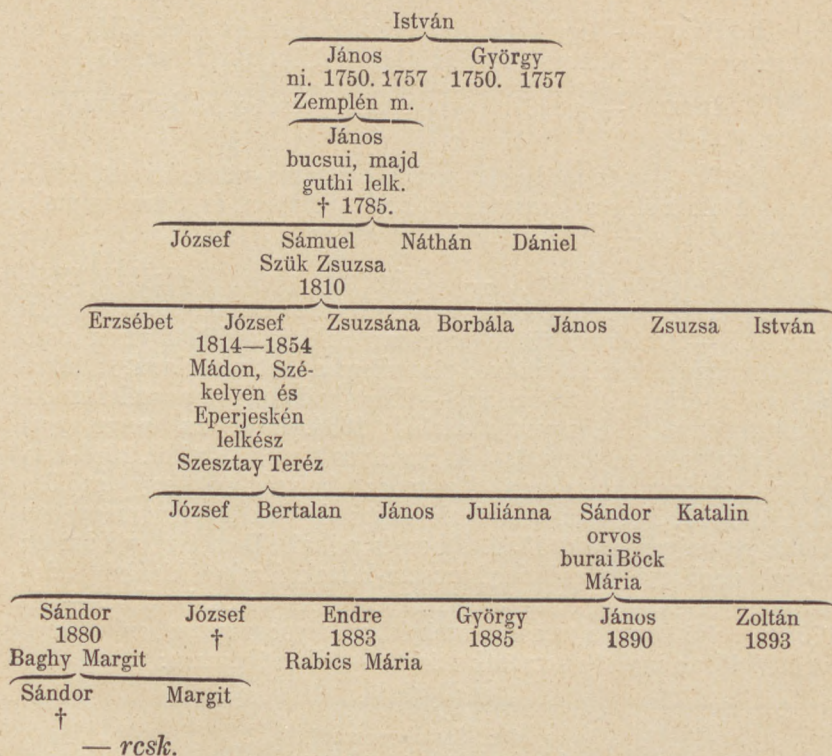 István
János György
ni. 1750. 1757 1750. 1757
Zemplén m.
János
bucsui, majd
guthi lelk.
† 1785.
József Sámuel Náthán Dániel
Szük Zsuzsa
1810
Erzsébet József Zsuzsána Borbála János Zsuzsa István
1814—1854
Mádon, Szé-
kelyen és
Eperjeskén
lelkész
Szesztay Teréz
József Bertalan János Juliánna Sándor Katalin
orvos
burai Böck
Mária
Sándor József Endre György János Zoltán
1880 † 1883 1885 1890 1893
Baghy Margit Rabics Mária
Sándor Margit
†
— rcsk.